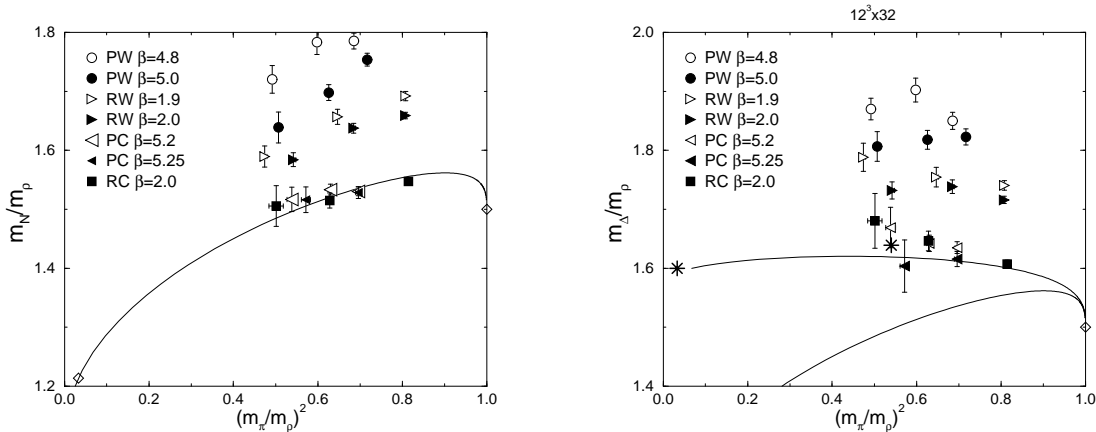 12³x32
1.8
1.6
1.4
1.2
m_N/m_ρ
PW β=4.8
PW β=5.0
RW β=1.9
RW β=2.0
PC β=5.2
PC β=5.25
RC β=2.0
0.0 0.2 0.4 0.6 0.8 1.0
(m_π/m_ρ)²
2.0
1.8
1.6
1.4
m_Δ/m_ρ
PW β=4.8
PW β=5.0
RW β=1.9
RW β=2.0
PC β=5.2
PC β=5.25
RC β=2.0
0.0 0.2 0.4 0.6 0.8 1.0
(m_π/m_ρ)²